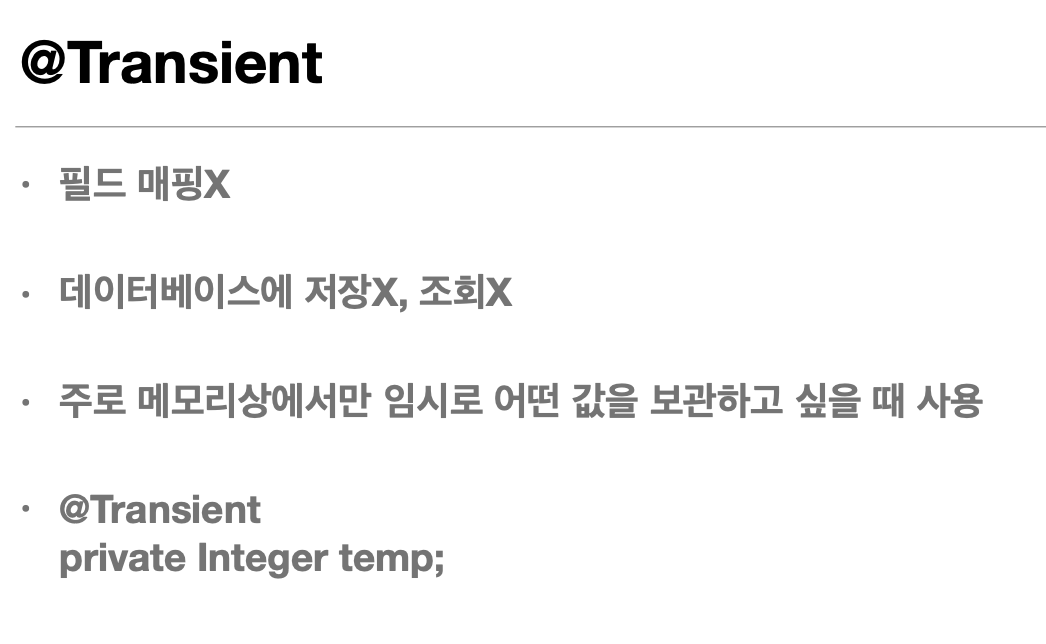 @Transient
· 필드 매핑X
· 데이터베이스에 저장X, 조회X
· 주로 메모리상에서만 임시로 어떤 값을 보관하고 싶을 때 사용
· @Transient
private Integer temp;